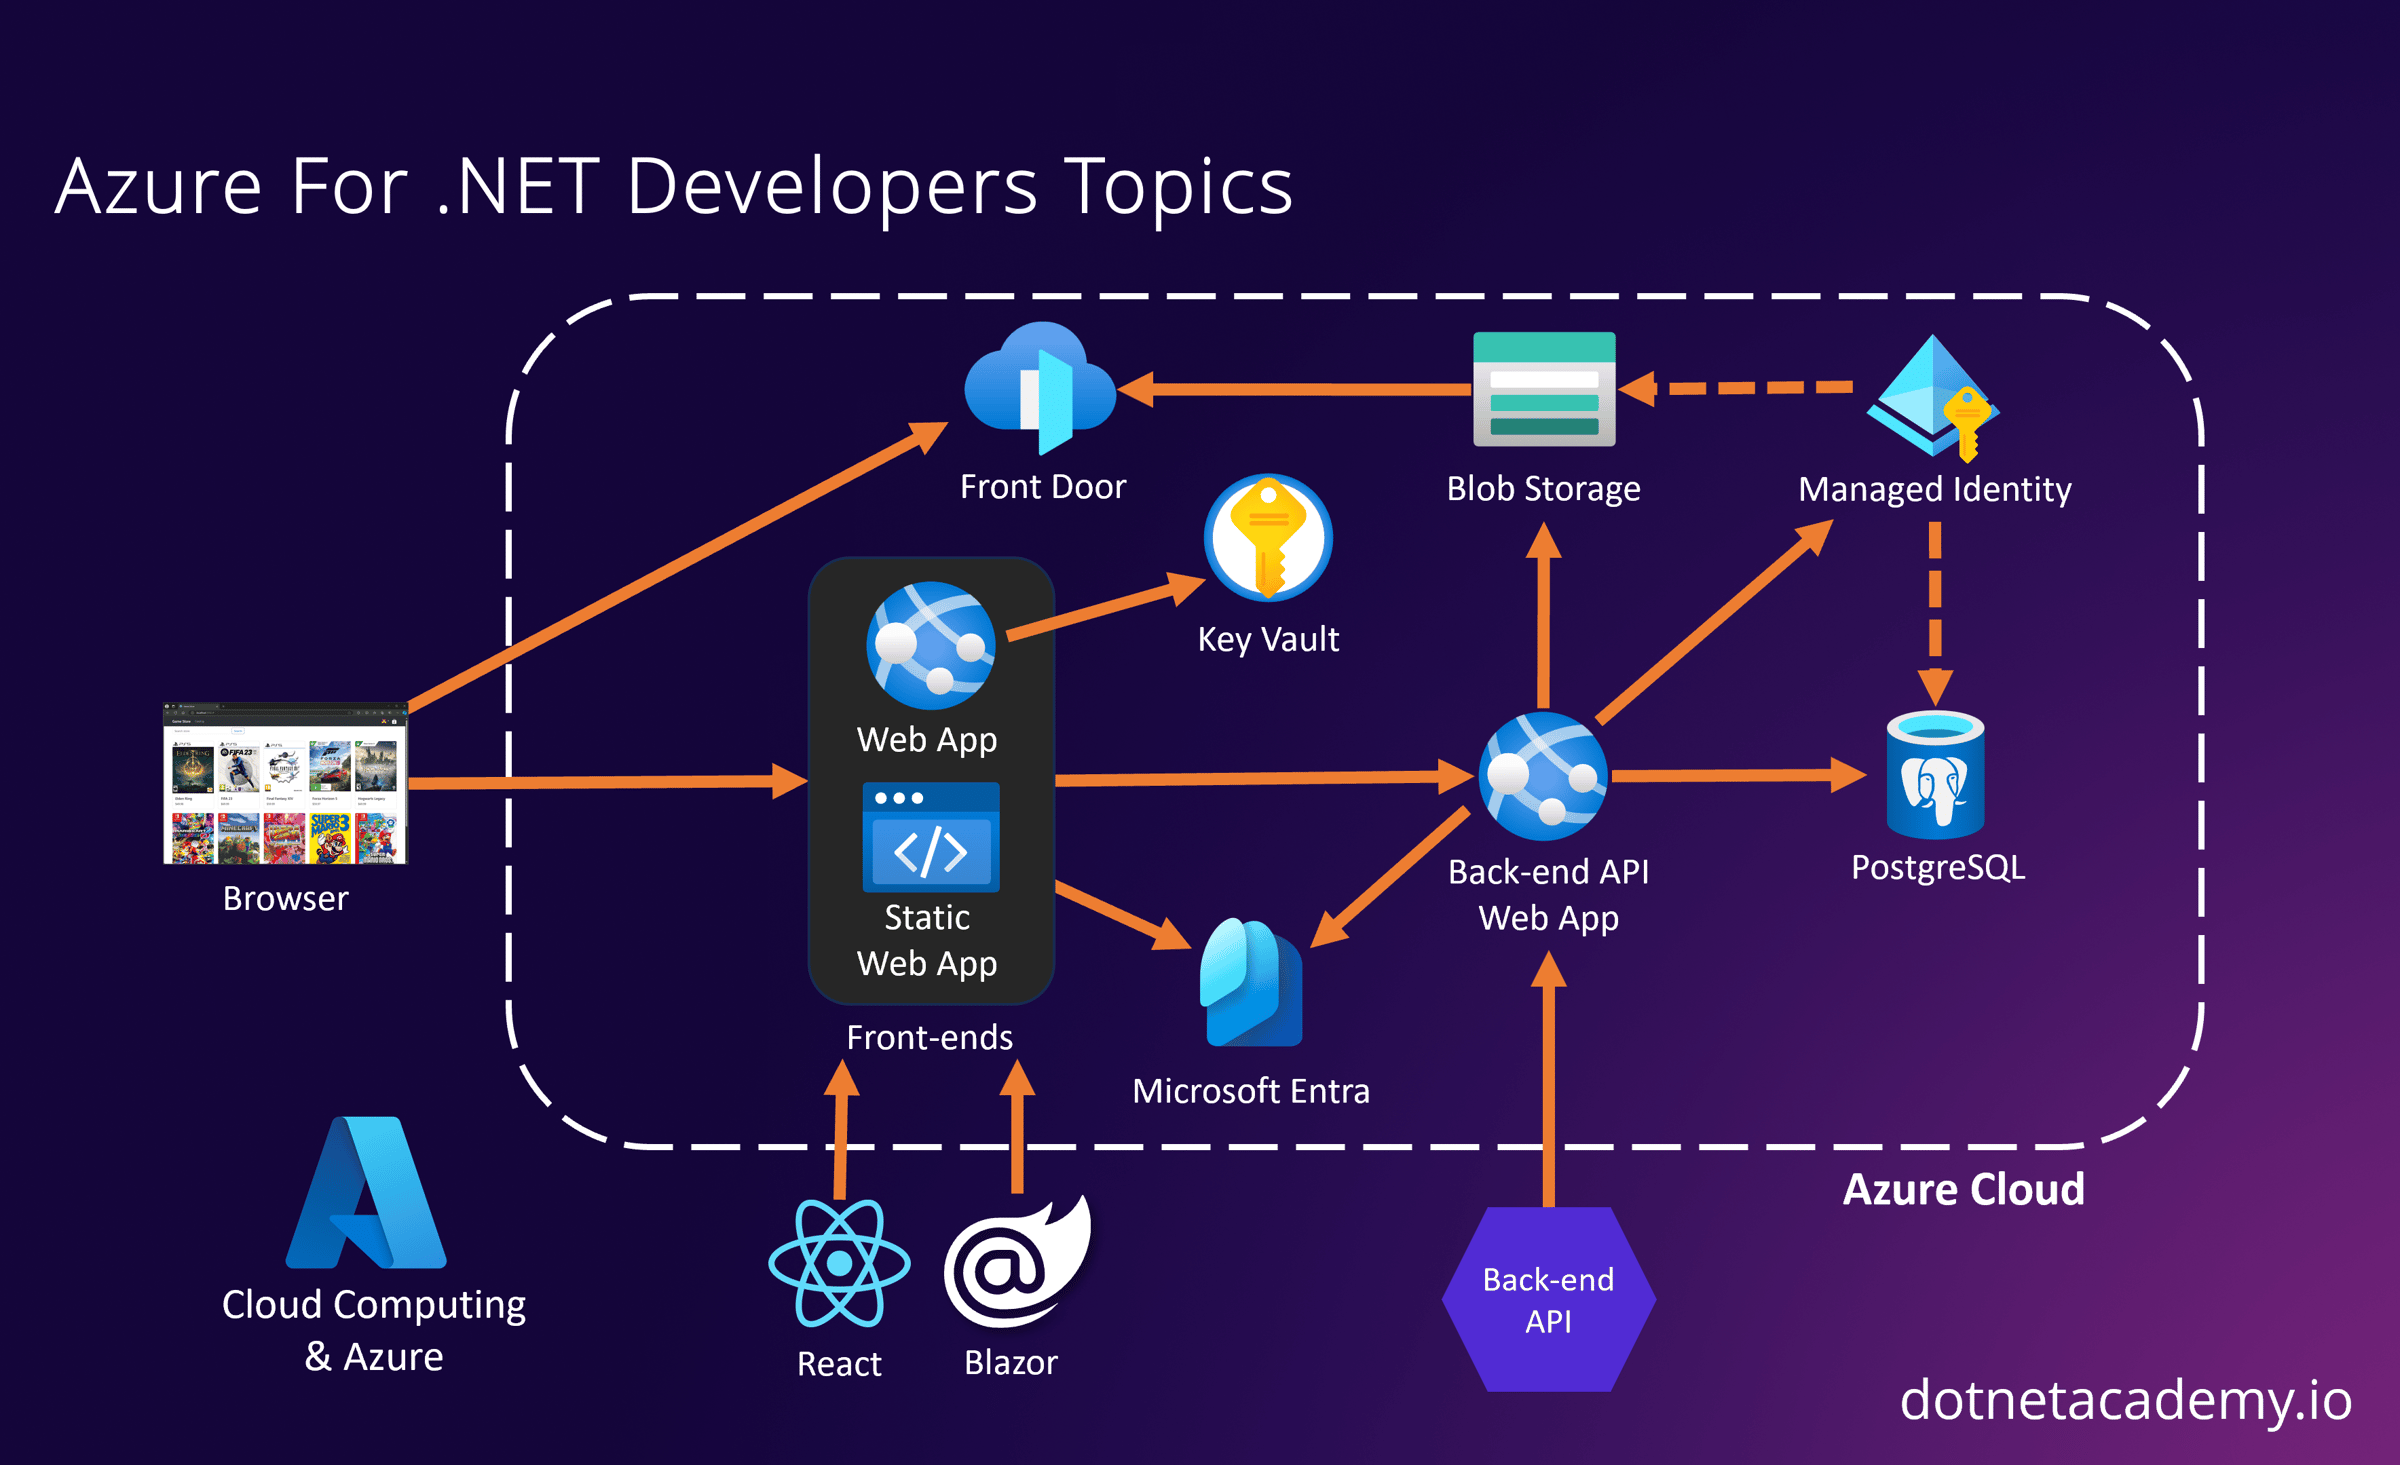 Azure For .NET Developers Topics
Front Door
Blob Storage
Managed Identity
Key Vault
Web App
Static
Web App
Front-ends
Browser
Back-end API
Web App
PostgreSQL
Microsoft Entra
Azure Cloud
Cloud Computing
& Azure
React
Blazor
Back-end
API
dotnetacademy.io